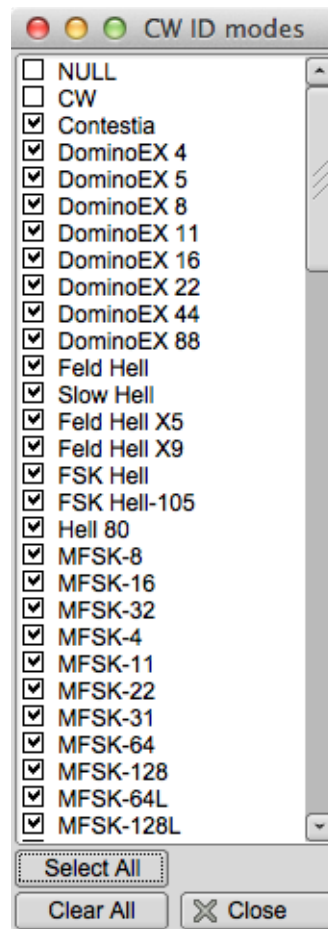 CW ID modes
NULL
CW
Contestia
DominoEX 4
DominoEX 5
DominoEX 8
DominoEX 11
DominoEX 16
DominoEX 22
DominoEX 44
DominoEX 88
Feld Hell
Slow Hell
Feld Hell X5
Feld Hell X9
FSK Hell
FSK Hell-105
Hell 80
MFSK-8
MFSK-16
MFSK-32
MFSK-4
MFSK-11
MFSK-22
MFSK-31
MFSK-64
MFSK-128
MFSK-64L
MFSK-128L
Select All
Clear All Close